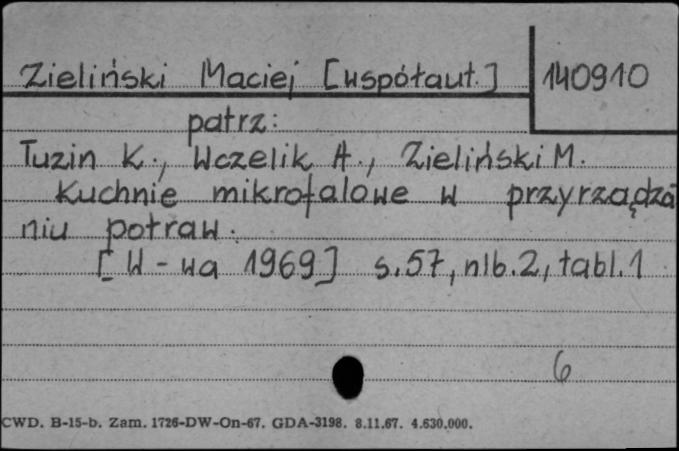 Zieliński Maciej [współaut.] 140910
patrz:
Tuzin K., Wczelik A., Zieliński M.
Kuchnie mikrofalowe w przyrządza
niu potraw.
[W-wa 1969] s.57, nlb.2, tabl.1
6
CWD. B-15-b. Zam. 1726-DW-On-67. GDA-3198. 8.11.67. 4.630.000.